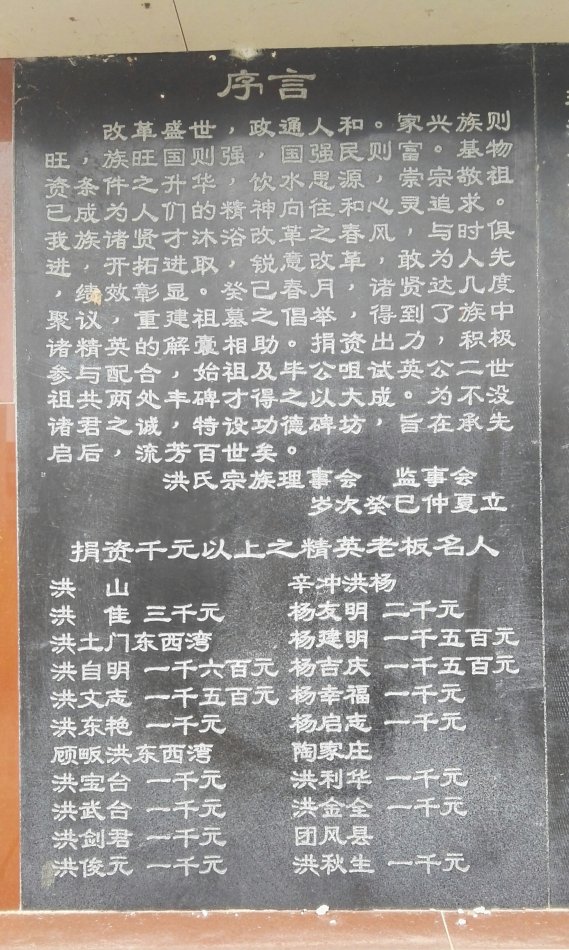 序言
改革盛世，政通人和。家兴族则
旺，族旺国则强，国强民则富。基物
资条件之升华，饮水思源，崇宗敬祖
已成为人们的精神向往和心灵追求。
我族诸贤才沐浴改革之春风，与时俱
进，开拓进取，锐意改革，敢为人先
，绩效彰显。癸己春月，诸贤达几度
聚议，重建祖墓之倡举，得到了族中
诸精英的解囊相助。捐资出力，积极
参与配合，始祖及毕公咀试英公二世
祖共两处，丰碑才得以大成。为不没
诸君之诚，特设功德碑坊，旨在承先
启后，流芳百世矣。
洪氏宗族理事会 监事会
岁次癸巳仲夏立
捐资千元以上之精英老板名人
洪 山
洪 佳 三千元
洪土门东西湾
洪自明 一千六百元
洪文志 一千五百元
洪东艳 一千元
顾畈洪东西湾
洪宝台 一千元
洪武台 一千元
洪剑君 一千元
洪俊元 一千元
辛冲洪杨
杨友明 二千元
杨建明 一千五百元
杨吉庆 一千五百元
杨幸福 一千元
杨启志 一千元
陶家庄
洪利华 一千元
洪金全 一千元
团风县
洪秋生 一千元